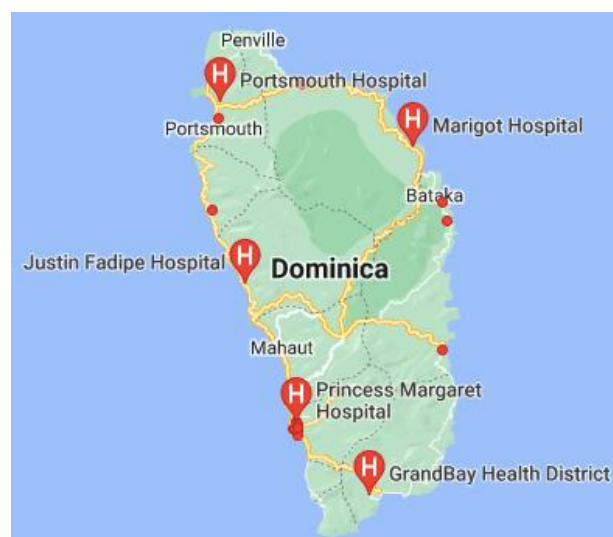 Penville
H
Portsmouth Hospital
H
Marigot Hospital
Portsmouth
Bataka
H
Justin Fadipe Hospital
Dominica
Mahaut
H
Princess Margaret
Hospital
H
GrandBay Health District